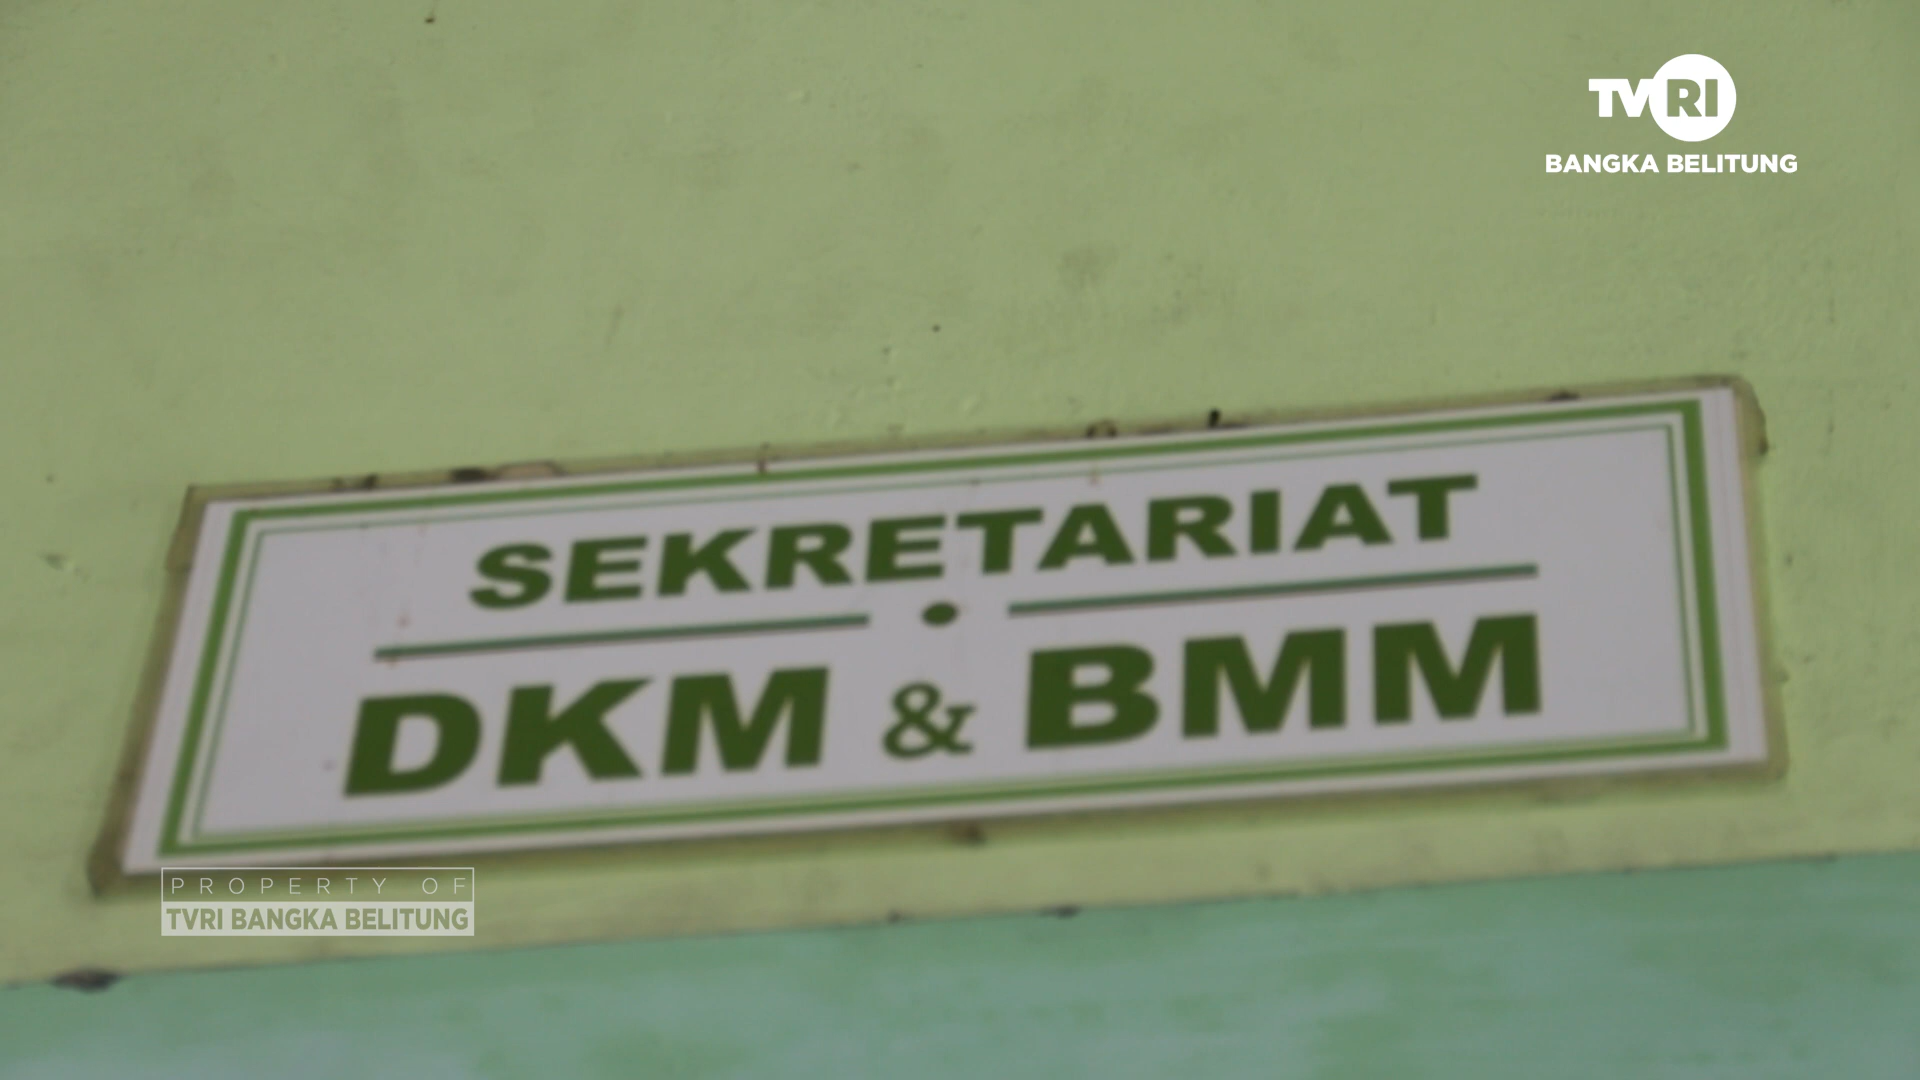 TVRI
BANGKA BELITUNG
SEKRETARIAT
DKM & BMM
PROPERTY OF
TVRI BANGKA BELITUNG